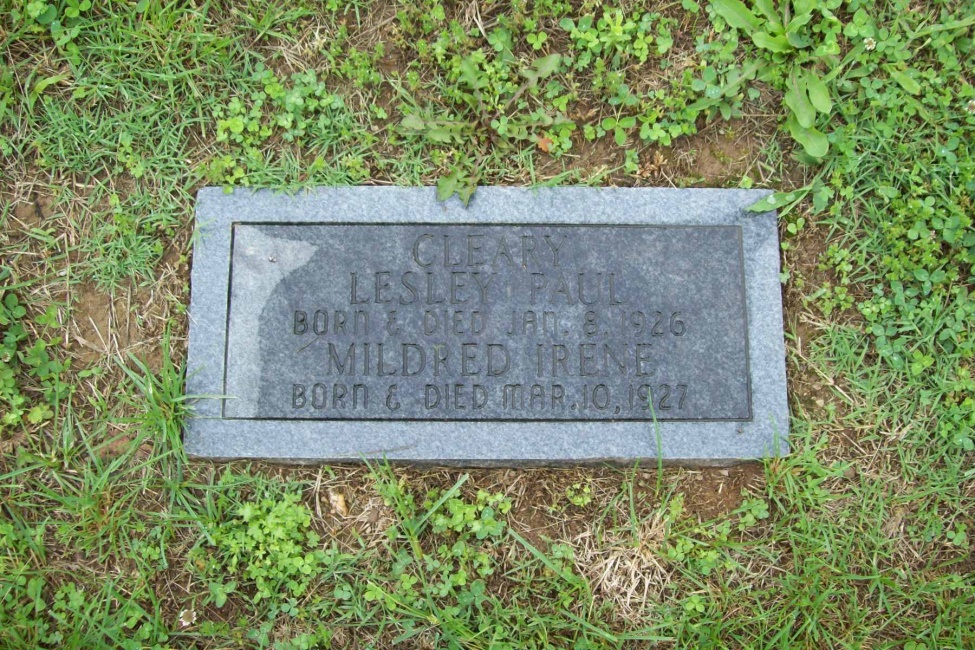 CLEARY
LESLEY PAUL
BORN & DIED JAN. 8, 1926
MILDRED IRENE
BORN & DIED MAR. 10, 1927